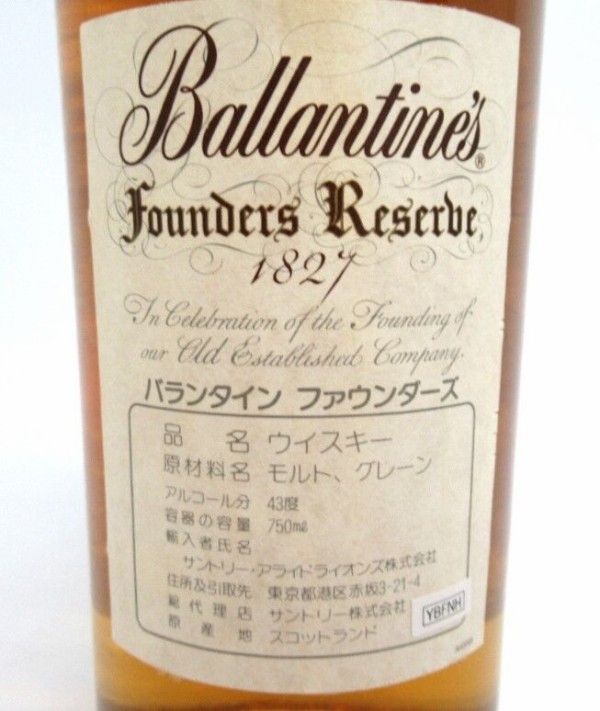 Ballantine's®
Founders Reserve
1827
In Celebration of the Founding of
our Old Established Company.
バランタイン ファウンダーズ
品 名 ウイスキー
原材料名 モルト、グレーン
アルコール分 43度
容器の容量 750mℓ
輸入者氏名
サントリー・アライドライオンズ株式会社
住所及引取先 東京都港区赤坂3-21-4
総代理店 サントリー株式会社
YBFNH
原産地 スコットランド